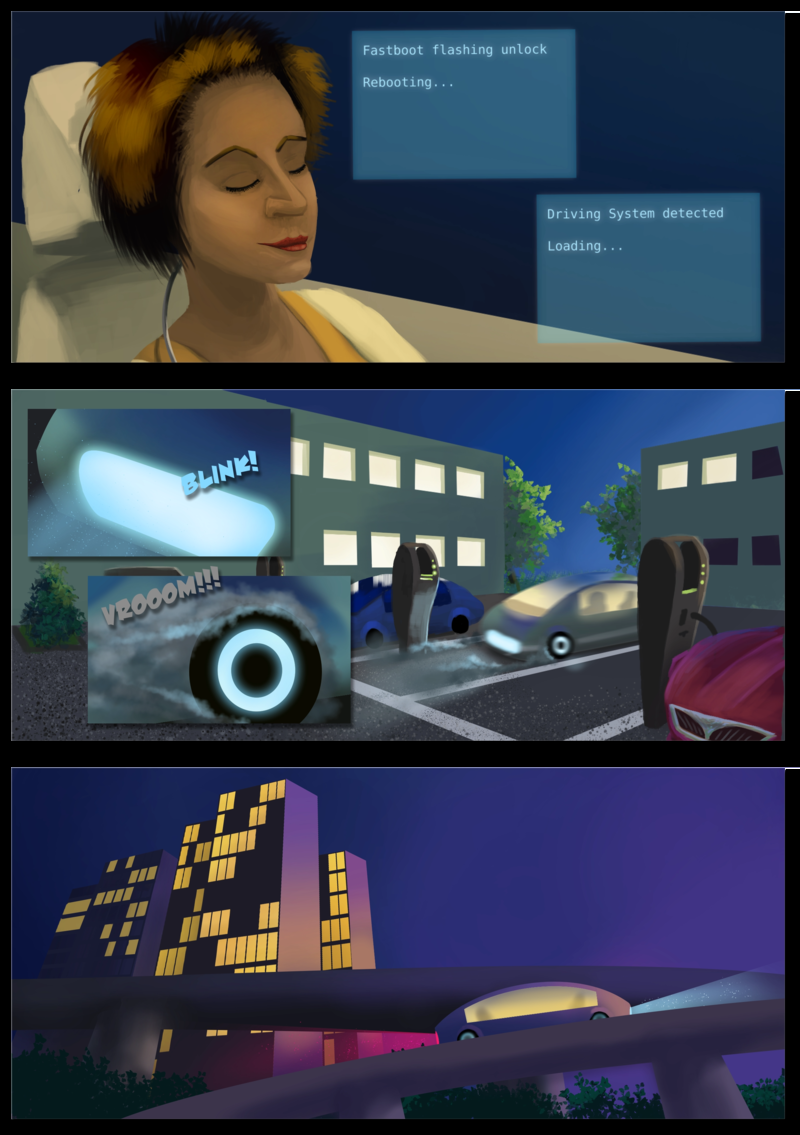 Fastboot flashing unlock
Rebooting...
Driving System detected
Loading...
BLINK!
VROOOM!!!